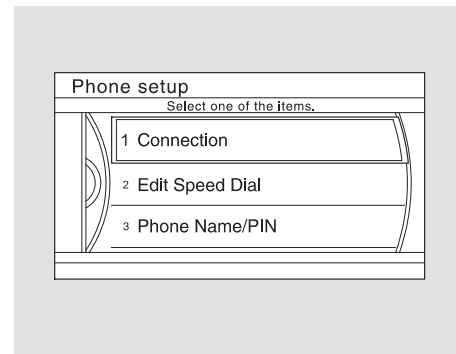 Phone setup
Select one of the items.
1 Connection
2 Edit Speed Dial
3 Phone Name/PIN